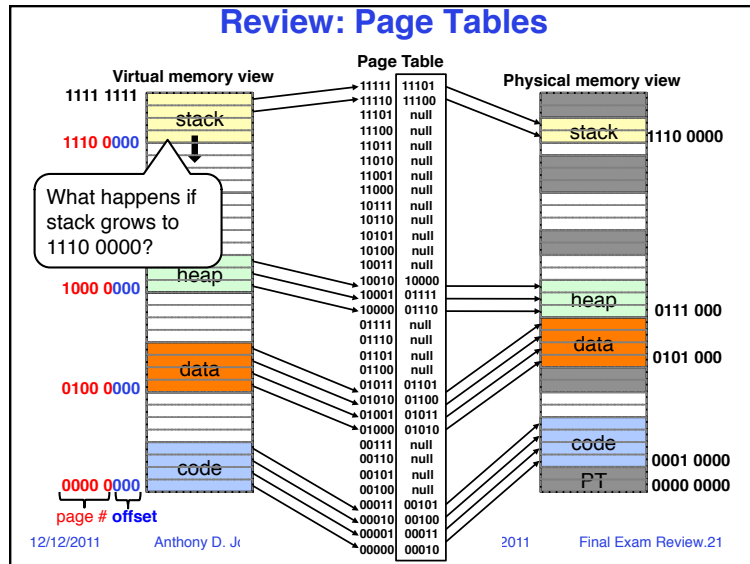 Review: Page Tables
Page Table
Virtual memory view
Physical memory view
1111 1111
stack
1110 0000
What happens if
stack grows to
1110 0000?
heap
1000 0000
data
0100 0000
code
0000 0000
page # offset
11111 11101
11110 11100
11101 null
11100 null
11011 null
11010 null
11001 null
11000 null
10111 null
10110 null
10101 null
10100 null
10011 null
10010 10000
10001 01111
10000 01110
01111 null
01110 null
01101 null
01100 null
01011 01101
01010 01100
01001 01011
01000 01010
00111 null
00110 null
00101 null
00100 null
00011 00101
00010 00100
00001 00011
00000 00010
stack
1110 0000
heap
0111 000
data
0101 000
code
0001 0000
PT
0000 0000
12/12/2011 Anthony D. 2011 Final Exam Review.21